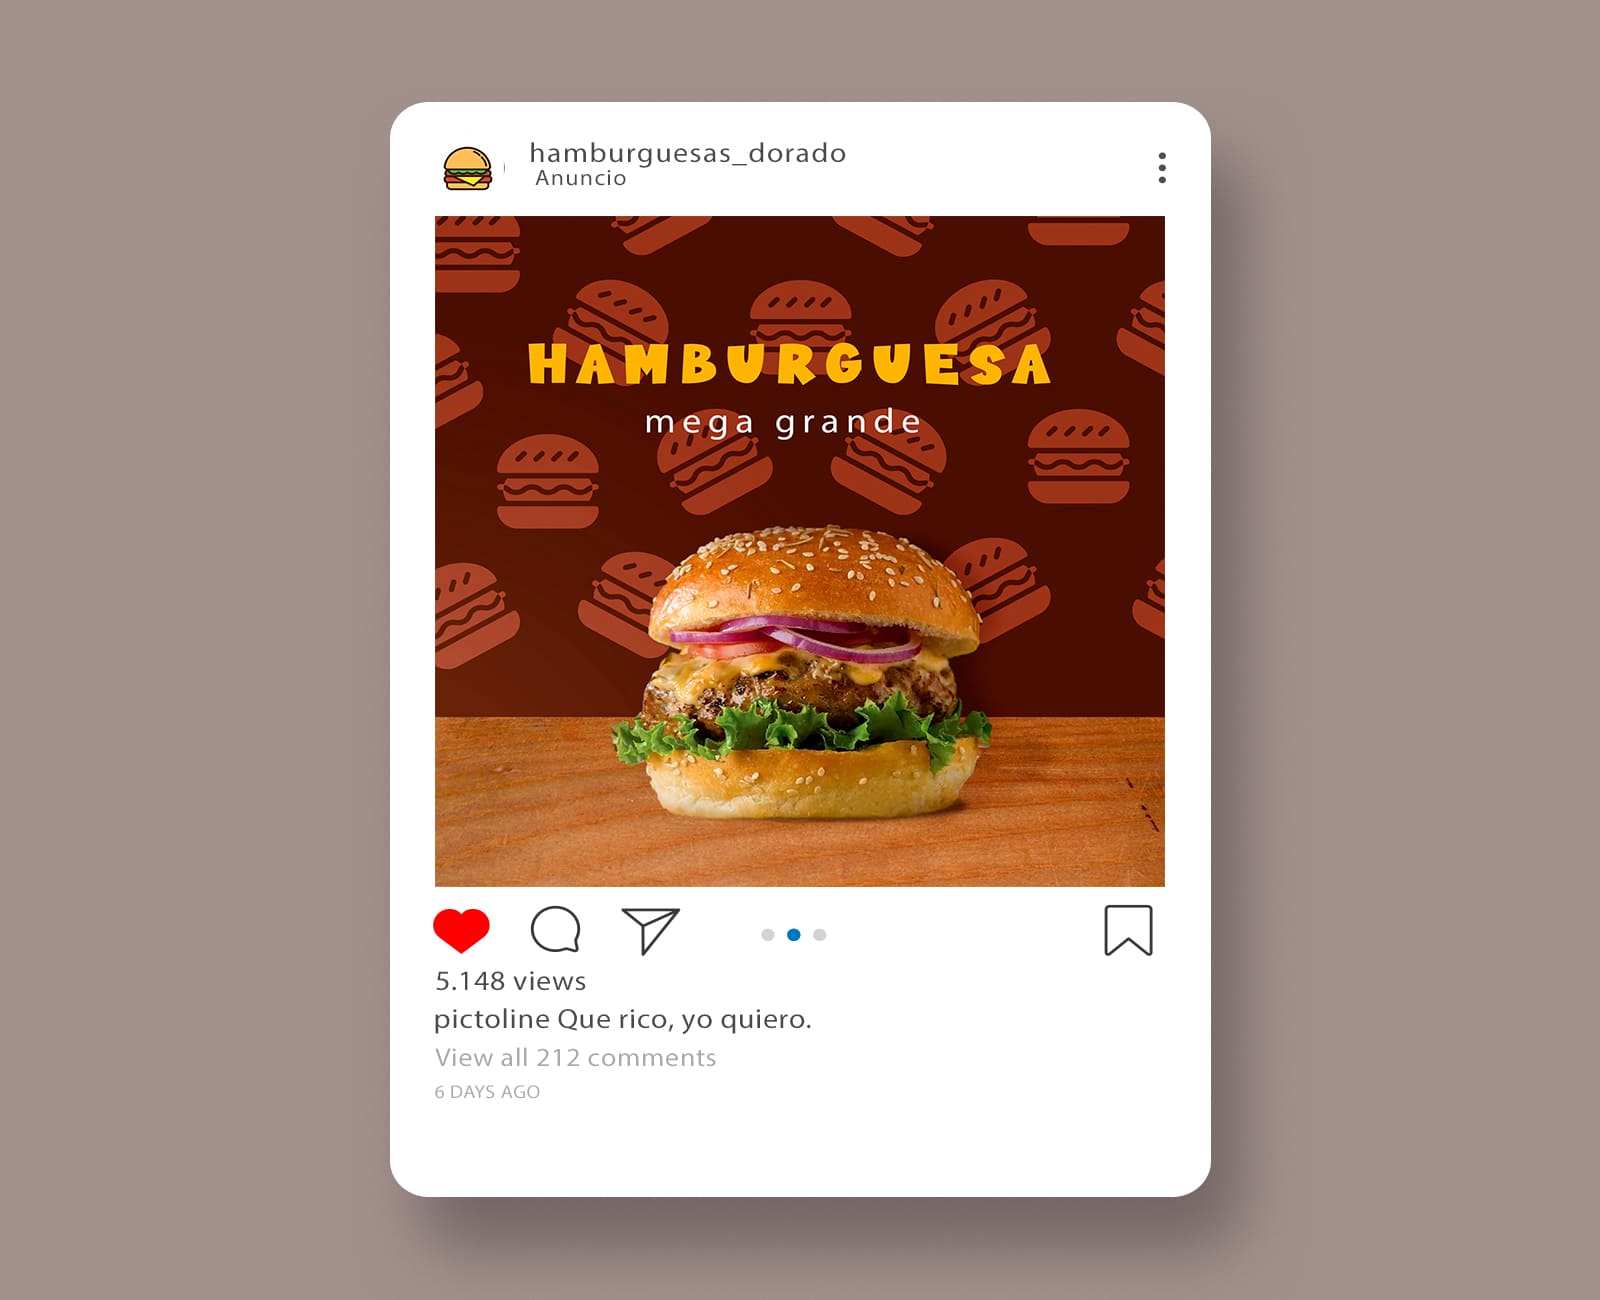 hamburguesas_dorado
Anuncio
HAMBURGUESA
mega grande
5.148 views
pictoline Que rico, yo quiero.
View all 212 comments
6 DAYS AGO